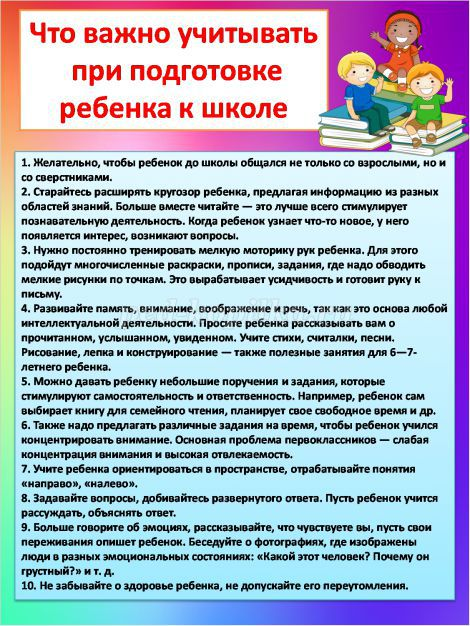 Что важно учитывать
при подготовке
ребенка к школе
1. Желательно, чтобы ребенок до школы общался не только со взрослыми, но и
со сверстниками.
2. Старайтесь расширять кругозор ребенка, предлагая информацию из разных
областей знаний. Больше вместе читайте — это лучше всего стимулирует
познавательную деятельность. Когда ребенок узнает что-то новое, у него
появляется интерес, возникают вопросы.
3. Нужно постоянно тренировать мелкую моторику рук ребенка. Для этого
подойдут многочисленные раскраски, прописи, задания, где надо обводить
мелкие рисунки по точкам. Это вырабатывает усидчивость и готовит руку к
письму.
4. Развивайте память, внимание, воображение и речь, так как это основа любой
интеллектуальной деятельности. Просите ребенка рассказывать вам о
прочитанном, услышанном, увиденном. Учите стихи, считалки, песни.
Рисование, лепка и конструирование — также полезные занятия для 6—7-
летнего ребенка.
5. Можно давать ребенку небольшие поручения и задания, которые
стимулируют самостоятельность и ответственность. Например, ребенок сам
выбирает книгу для семейного чтения, планирует свое свободное время и др.
6. Также надо предлагать различные задания на время, чтобы ребенок учился
концентрировать внимание. Основная проблема первоклассников — слабая
концентрация внимания и высокая отвлекаемость.
7. Учите ребенка ориентироваться в пространстве, отрабатывайте понятия
«направо», «налево».
8. Задавайте вопросы, добивайтесь развернутого ответа. Пусть ребенок учится
рассуждать, объяснять ответ.
9. Больше говорите об эмоциях, рассказывайте, что чувствуете вы, пусть свои
переживания опишет ребенок. Беседуйте о фотографиях, где изображены
люди в разных эмоциональных состояниях: «Какой этот человек? Почему он
грустный?» и т. д.
10. Не забывайте о здоровье ребенка, не допускайте его переутомления.